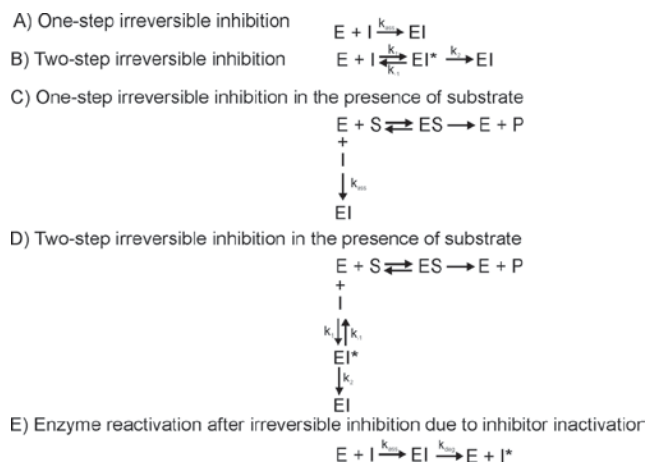 A) One-step irreversible inhibition
E + I → EI
B) Two-step irreversible inhibition
E + I ⇌ EI* → EI
C) One-step irreversible inhibition in the presence of substrate
E + S ⇌ ES → E + P
+
I
↓
EI
D) Two-step irreversible inhibition in the presence of substrate
E + S ⇌ ES → E + P
+
I
EI*
k2
EI
E) Enzyme reactivation after irreversible inhibition due to inhibitor inactivation
E + I → EI → E + I*